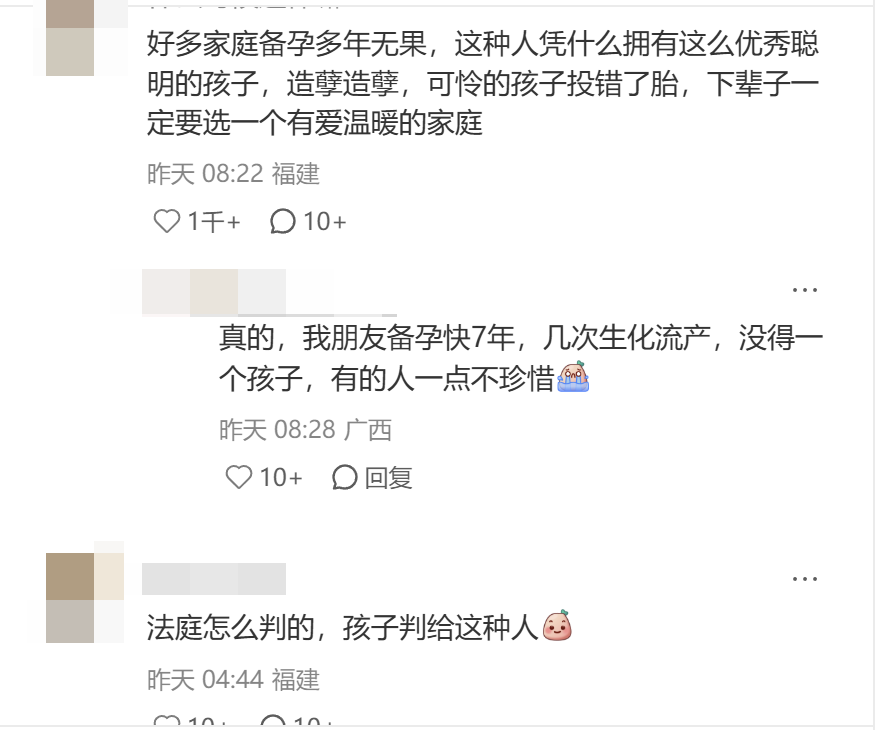 好多家庭备孕多年无果，这种人凭什么拥有这么优秀聪
明的孩子，造孽造孽，可怜的孩子投错了胎，下辈子一
定要选一个有爱温暖的家庭
昨天 08:22 福建
1千+ 10+
真的，我朋友备孕快7年，几次生化流产，没得一
个孩子，有的人一点不珍惜
昨天 08:28 广西
10+ 回复
法庭怎么判的，孩子判给这种人
昨天 04:44 福建
10+ 10+